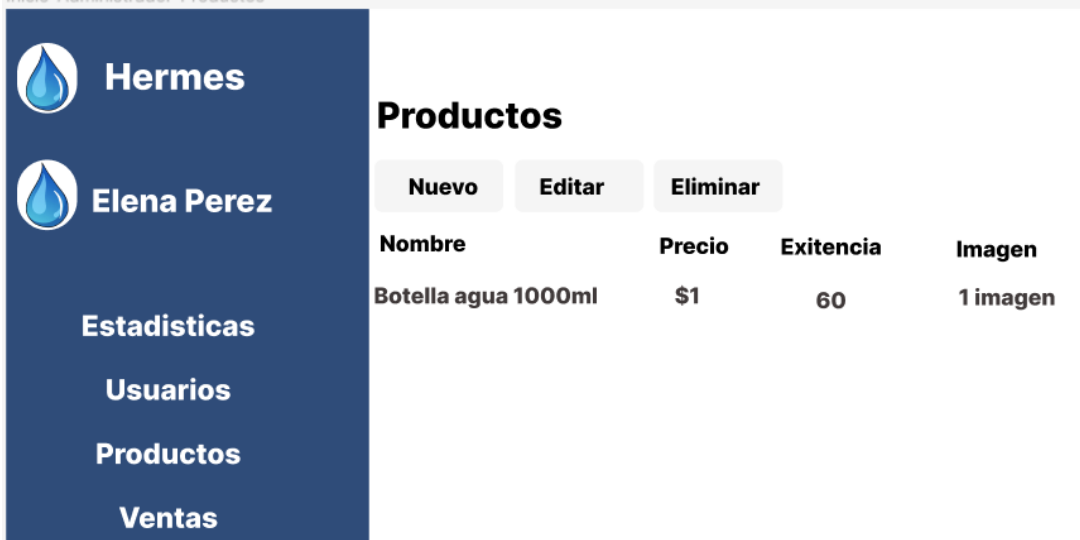 Hermes
Elena Perez
Estadisticas
Usuarios
Productos
Ventas
Productos
Nuevo Editar Eliminar
Nombre Precio Exitencia Imagen
Botella agua 1000ml $1 60 1 imagen